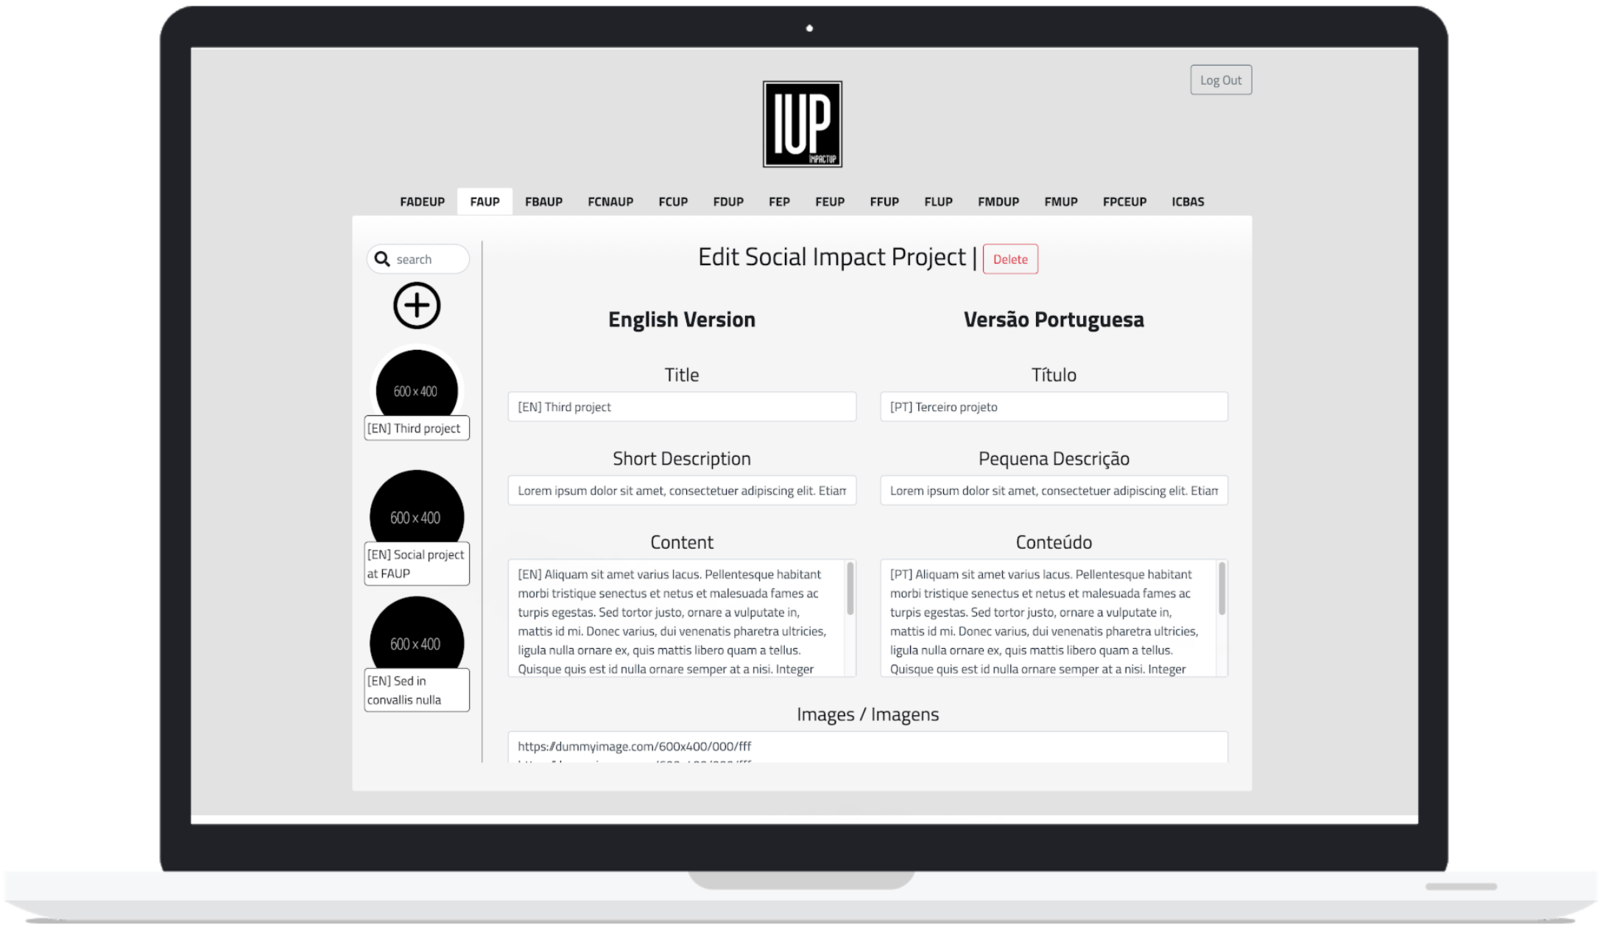 Log Out
IUP
IMPACTUP
FADEUP FAUP FBAUP FCNAUP FCUP FDUP FEP FEUP FFUP FLUP FMDUP FMUP FPCEUP ICBAS
search
600 x 400
[EN] Third project
600 x 400
[EN] Social project
at FAUP
600 x 400
[EN] Sed in
convallis nulla
Edit Social Impact Project | Delete
English Version
Title
[EN] Third project
Short Description
Lorem ipsum dolor sit amet, consectetuer adipiscing elit. Etiam
Content
[EN] Aliquam sit amet varius lacus. Pellentesque habitant
morbi tristique senectus et netus et malesuada fames ac
turpis egestas. Sed tortor justo, ornare a vulputate in,
mattis id mi. Donec varius, dui venenatis pharetra ultricies,
ligula nulla ornare ex, quis mattis libero quam a tellus.
Quisque quis est id nulla ornare semper at a nisi. Integer
Versão Portuguesa
Título
[PT] Terceiro projeto
Pequena Descrição
Lorem ipsum dolor sit amet, consectetuer adipiscing elit. Etiam
Conteúdo
[PT] Aliquam sit amet varius lacus. Pellentesque habitant
morbi tristique senectus et netus et malesuada fames ac
turpis egestas. Sed tortor justo, ornare a vulputate in,
mattis id mi. Donec varius, dui venenatis pharetra ultricies,
ligula nulla ornare ex, quis mattis libero quam a tellus.
Quisque quis est id nulla ornare semper at a nisi. Integer
Images / Imagens
https://dummyimage.com/600x400/000/fff